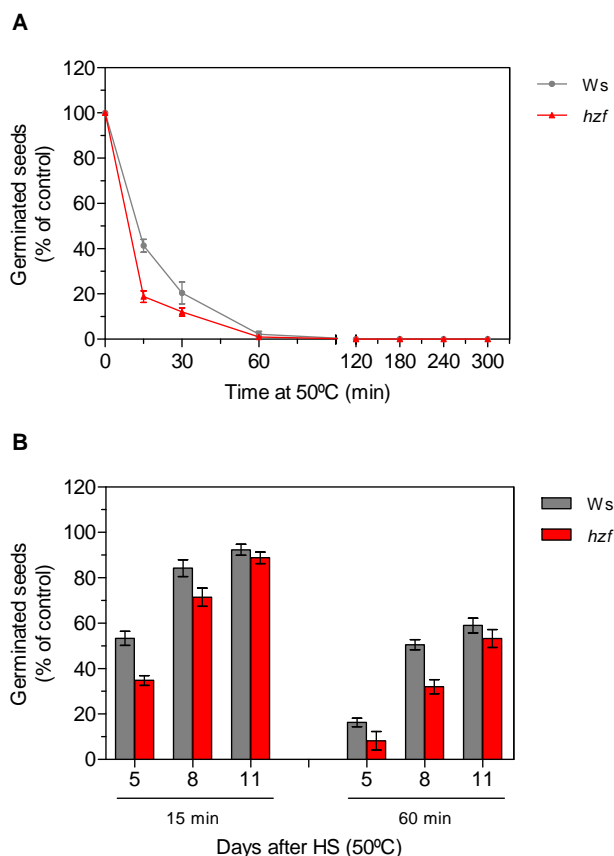 A
120
100
80
60
40
20
0
Germinated seeds
(% of control)
0 30 60 120 180 240 300
Time at 50ºC (min)
Ws
hzf
B
120
100
80
60
40
20
0
Germinated seeds
(% of control)
5 8 11 5 8 11
15 min 60 min
Days after HS (50ºC)
Ws
hzf